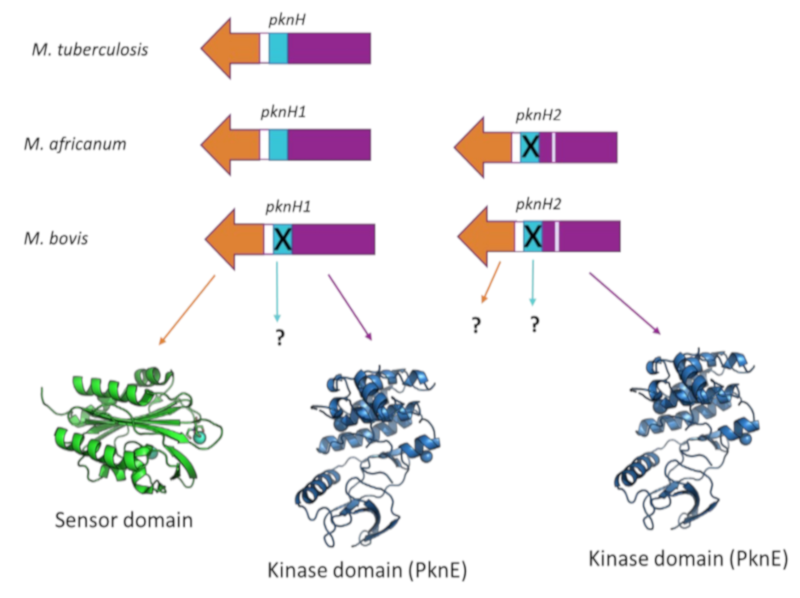 pknH
M. tuberculosis
pknH1
pknH2
M. africanum
X
pknH1
pknH2
M. bovis
X
X
?
?
?
Sensor domain
Kinase domain (PknE)
Kinase domain (PknE)